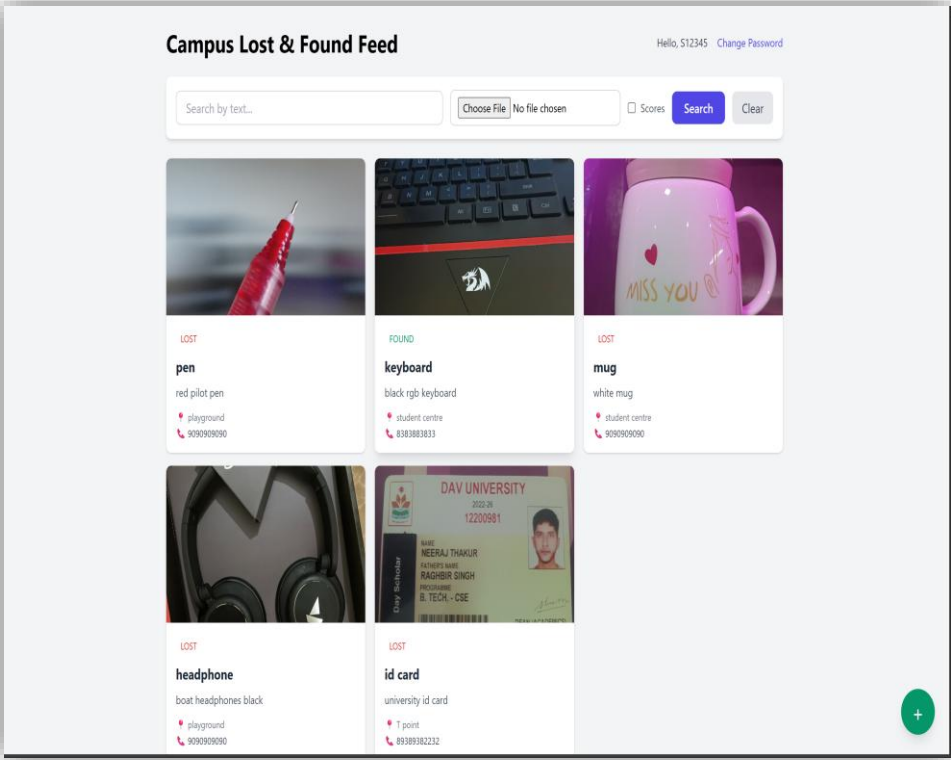 Campus Lost & Found Feed
Hello, S12345 Change Password
Search by text...
Choose File No file chosen
Scores
Search
Clear
MISS YOU
LOST
pen
red pilot pen
playground
9090909090
FOUND
keyboard
black rgb keyboard
student centre
8383883833
LOST
mug
white mug
student centre
9090909090
DAV UNIVERSITY
2022-26
12200981
NAME
NEERAJ THAKUR
FATHER'S NAME
RAGHBIR SINGH
PROGRAMME
B. TECH. - CSE
Day Scholar
LOST
headphone
boat headphones black
playground
9090909090
LOST
id card
university id card
T point
89389382232
+